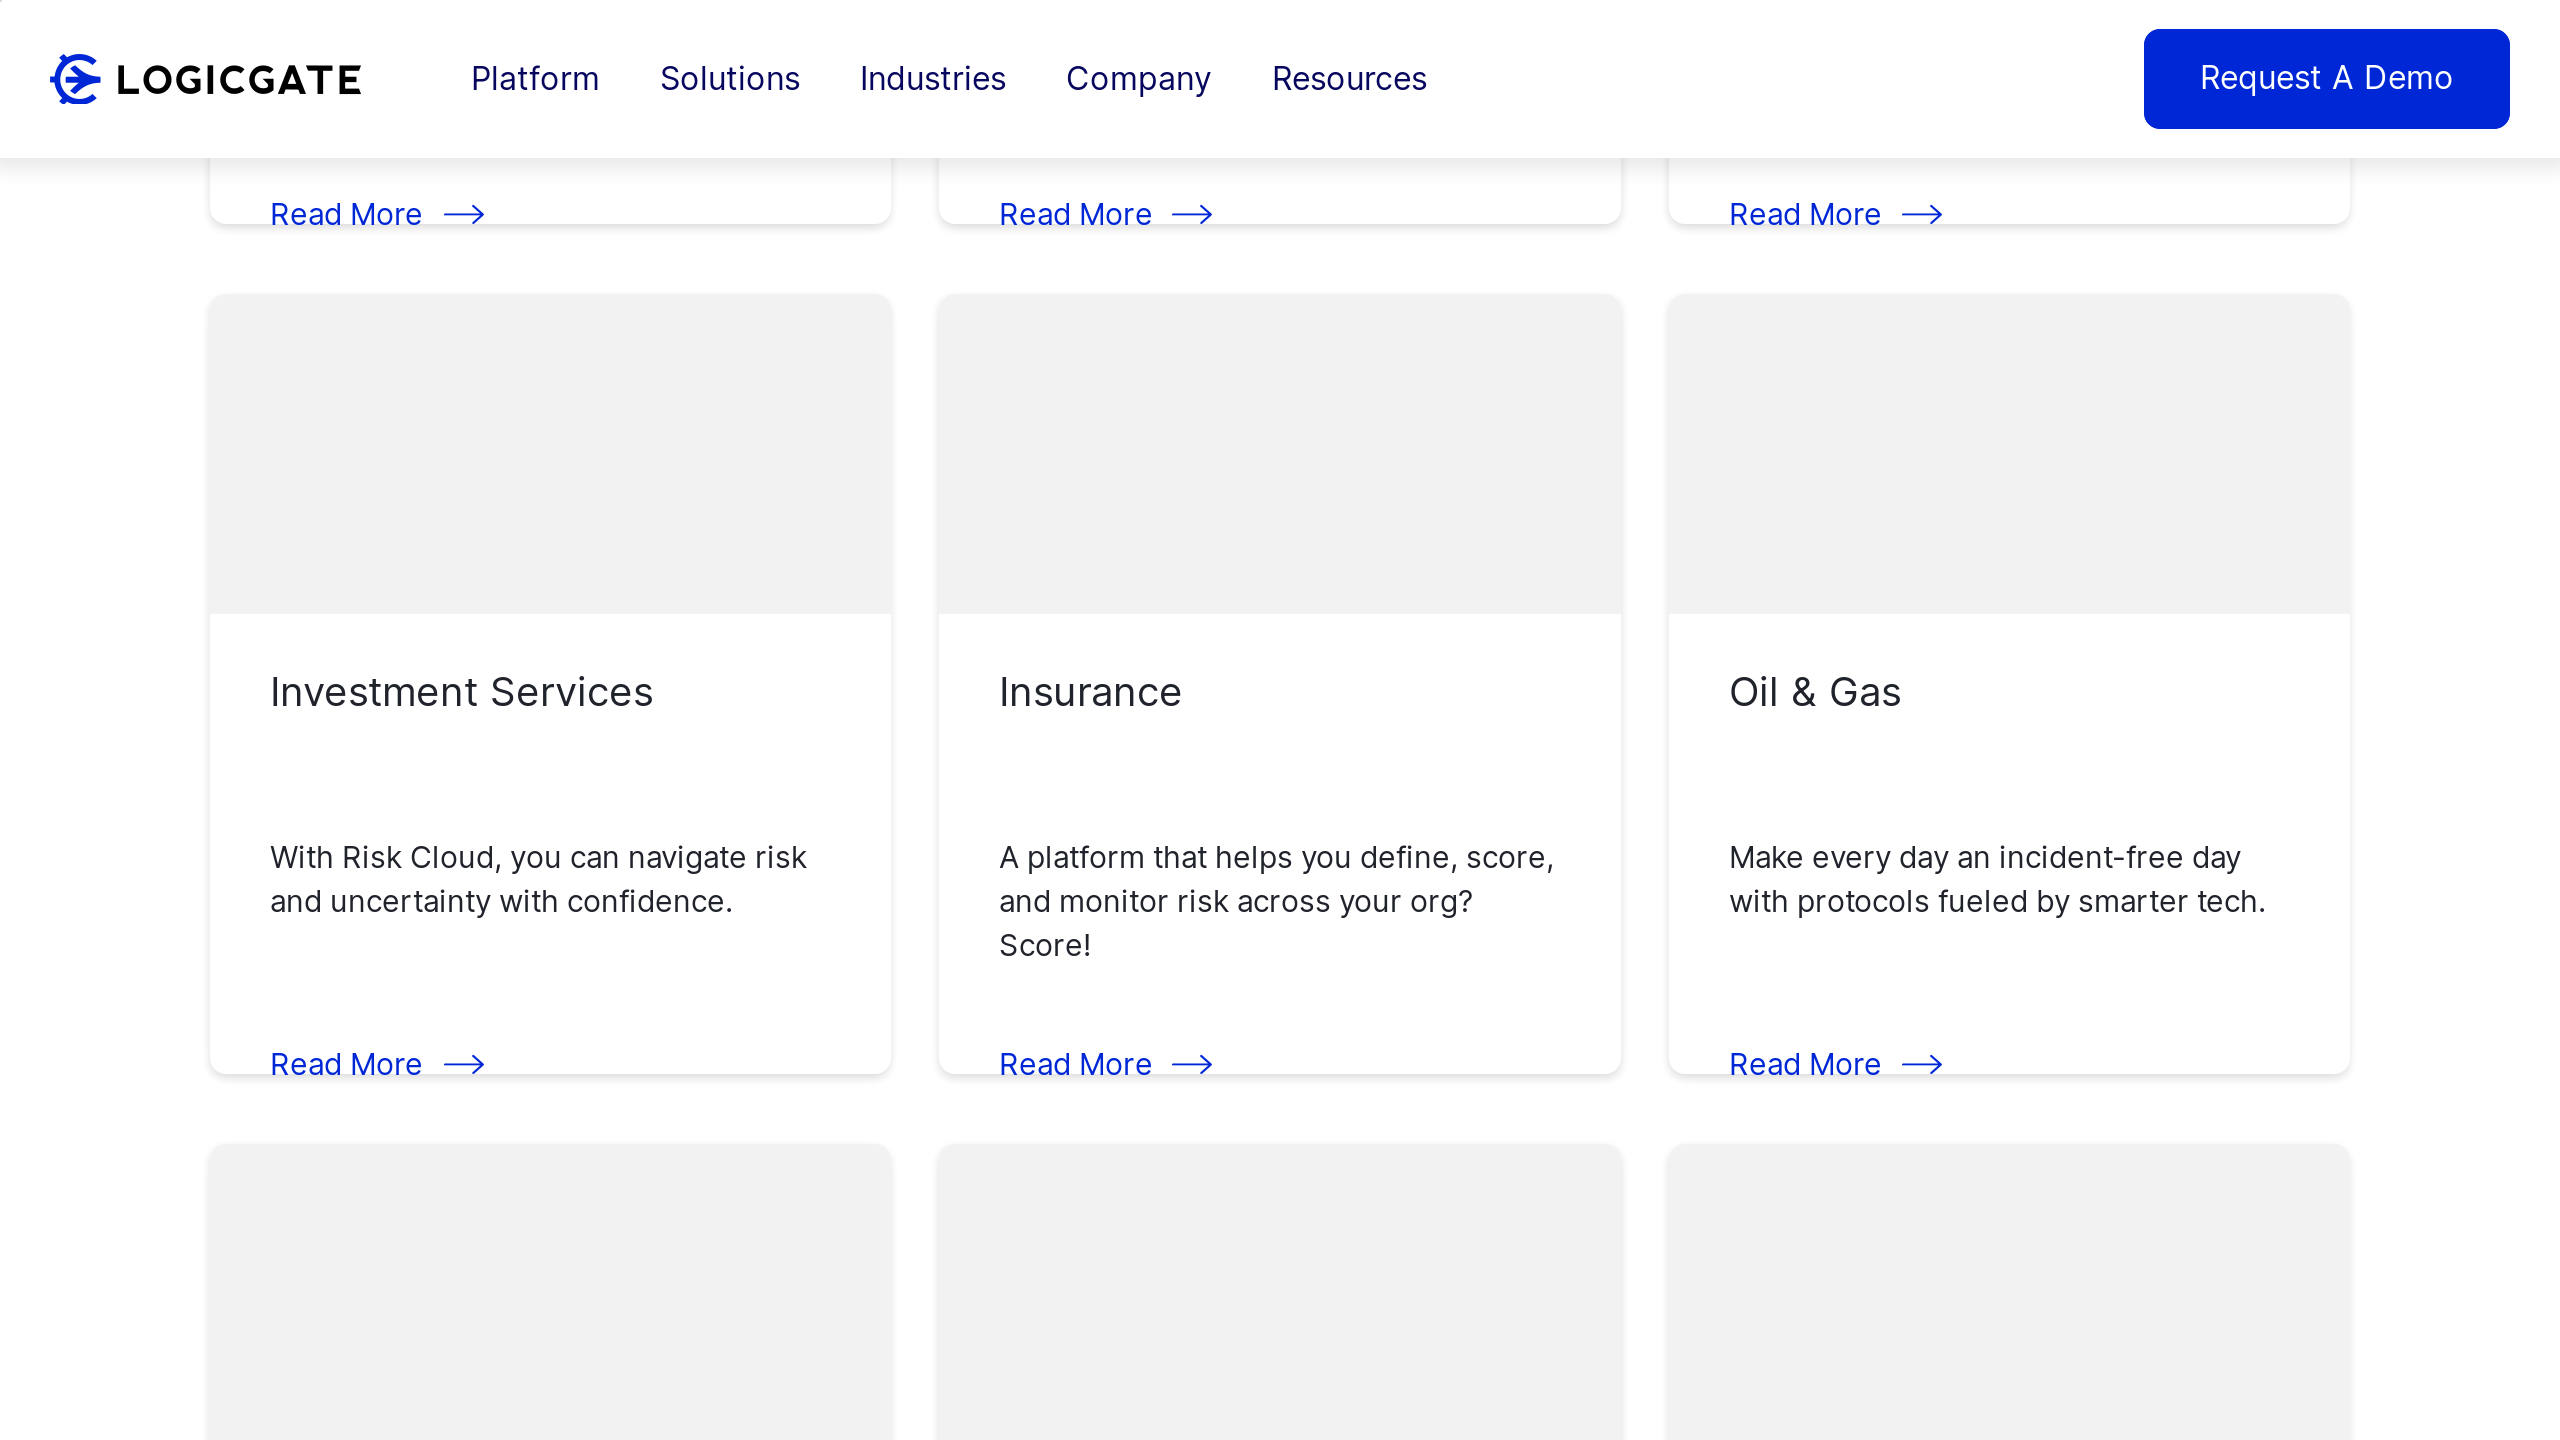 LOGICGATE
Platform
Solutions
Industries
Company
Resources
Request A Demo
Read More
Read More
Read More
Investment Services
With Risk Cloud, you can navigate risk
and uncertainty with confidence.
Read More
Insurance
A platform that helps you define, score,
and monitor risk across your org?
Score!
Read More
Oil & Gas
Make every day an incident-free day
with protocols fueled by smarter tech.
Read More